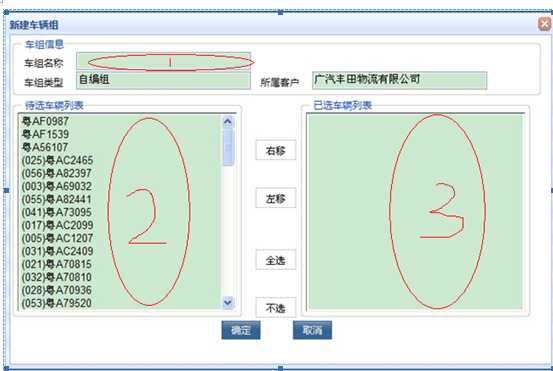 新建车辆组
车组信息
车组名称
1
车组类型 自编组 所属客户 广汽丰田物流有限公司
待选车辆列表 已选车辆列表
粤AF0987
粤AF1539
粤A56107
(025)粤AC2465
(056)粤A82397
(003)粤A69032
(055)粤A82441
(041)粤A73095
(017)粤AC2099
(005)粤AC1207
(031)粤AC2409
(021)粤A70815
(032)粤A70810
(028)粤A70936
(053)粤A79520
2
右移
左移
全选
不选
3
确定 取消